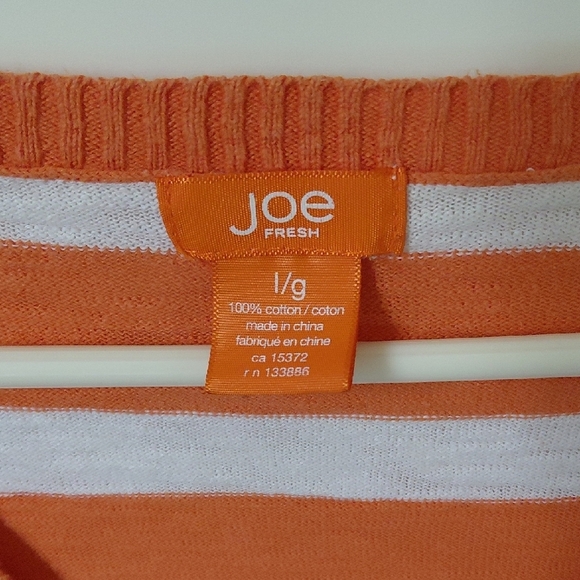 Joe
FRESH
l/g
100% cotton / coton
made in china
fabriqué en chine
ca 15372
r n 133886